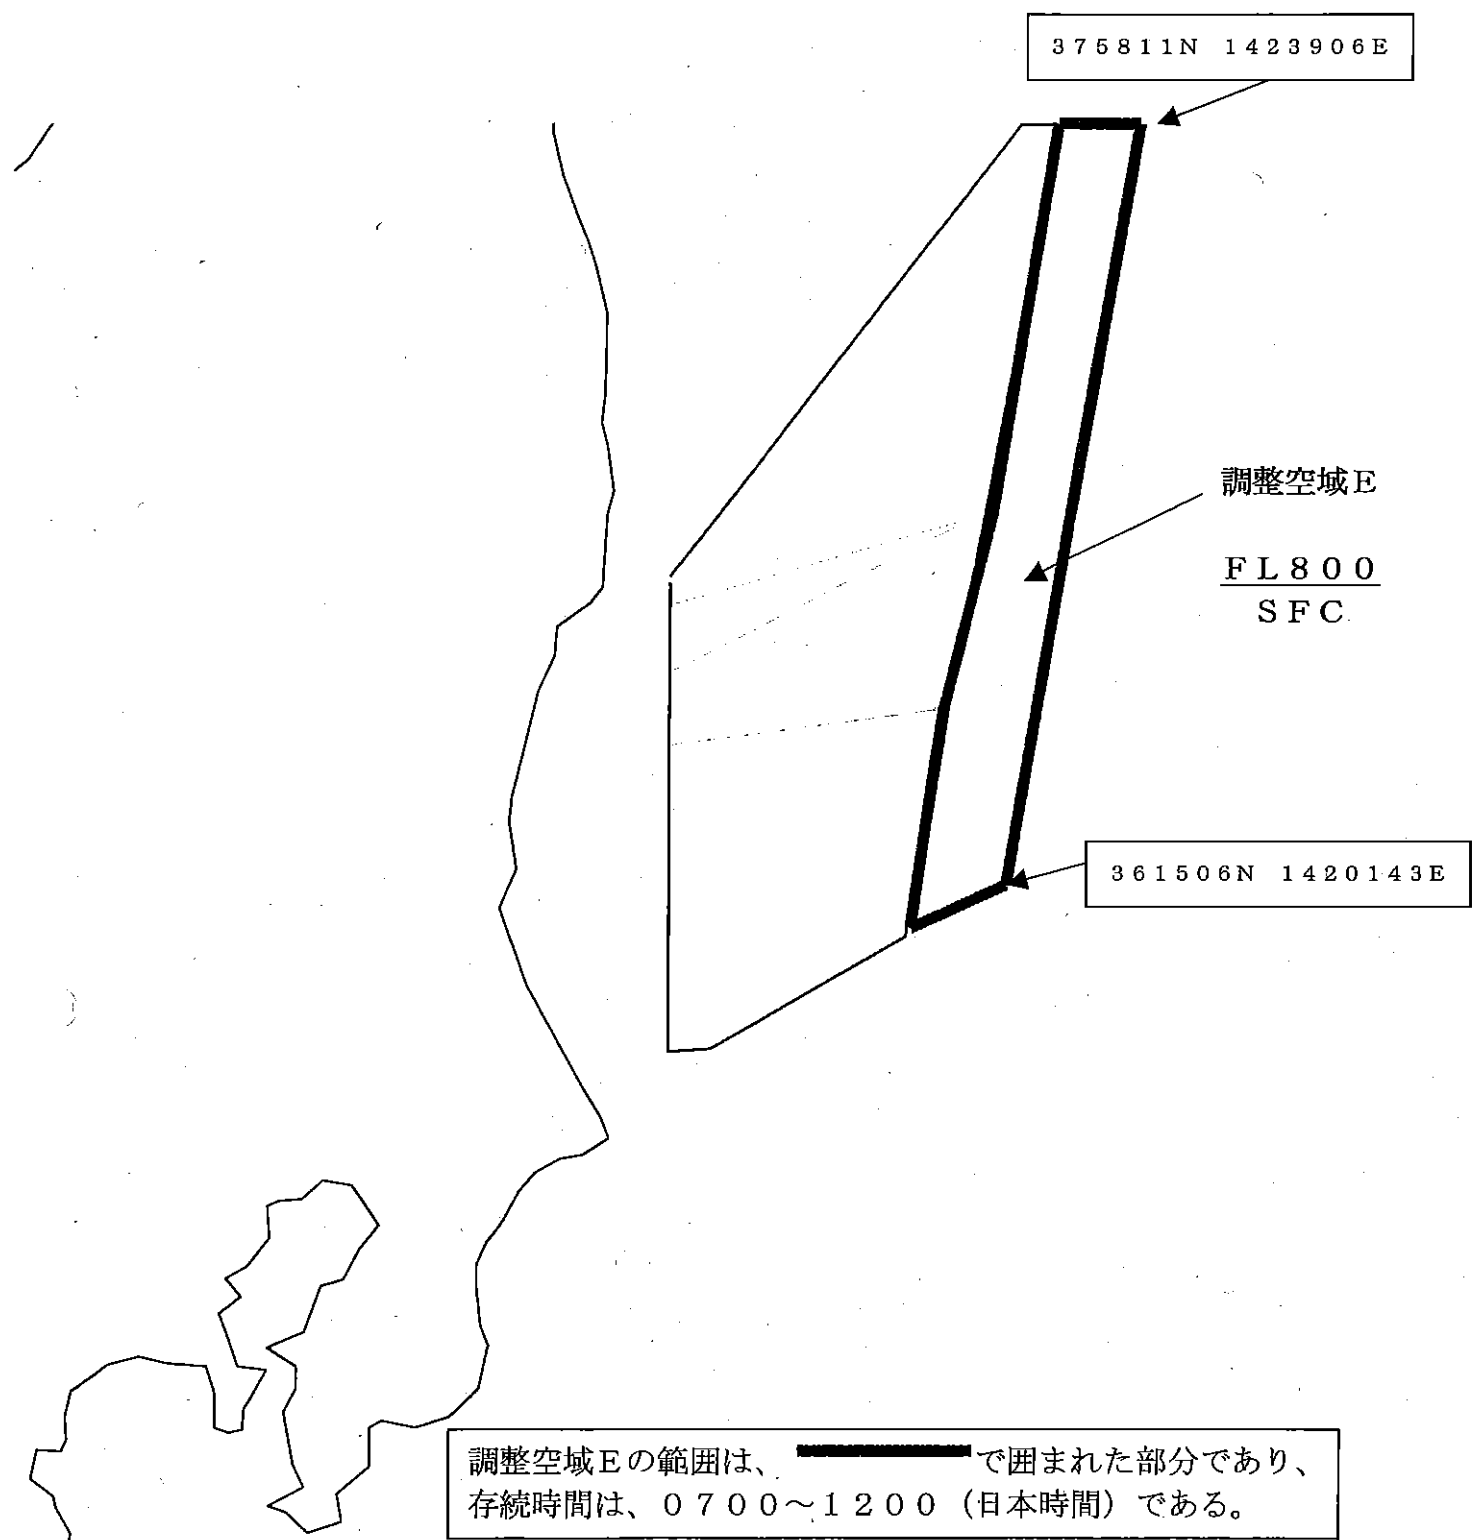 375811N 1423906E
調整空域E
FL800
SFC
361506N 1420143E
調整空域Eの範囲は、で囲まれた部分であり、
存続時間は、0700~1200(日本時間)である。